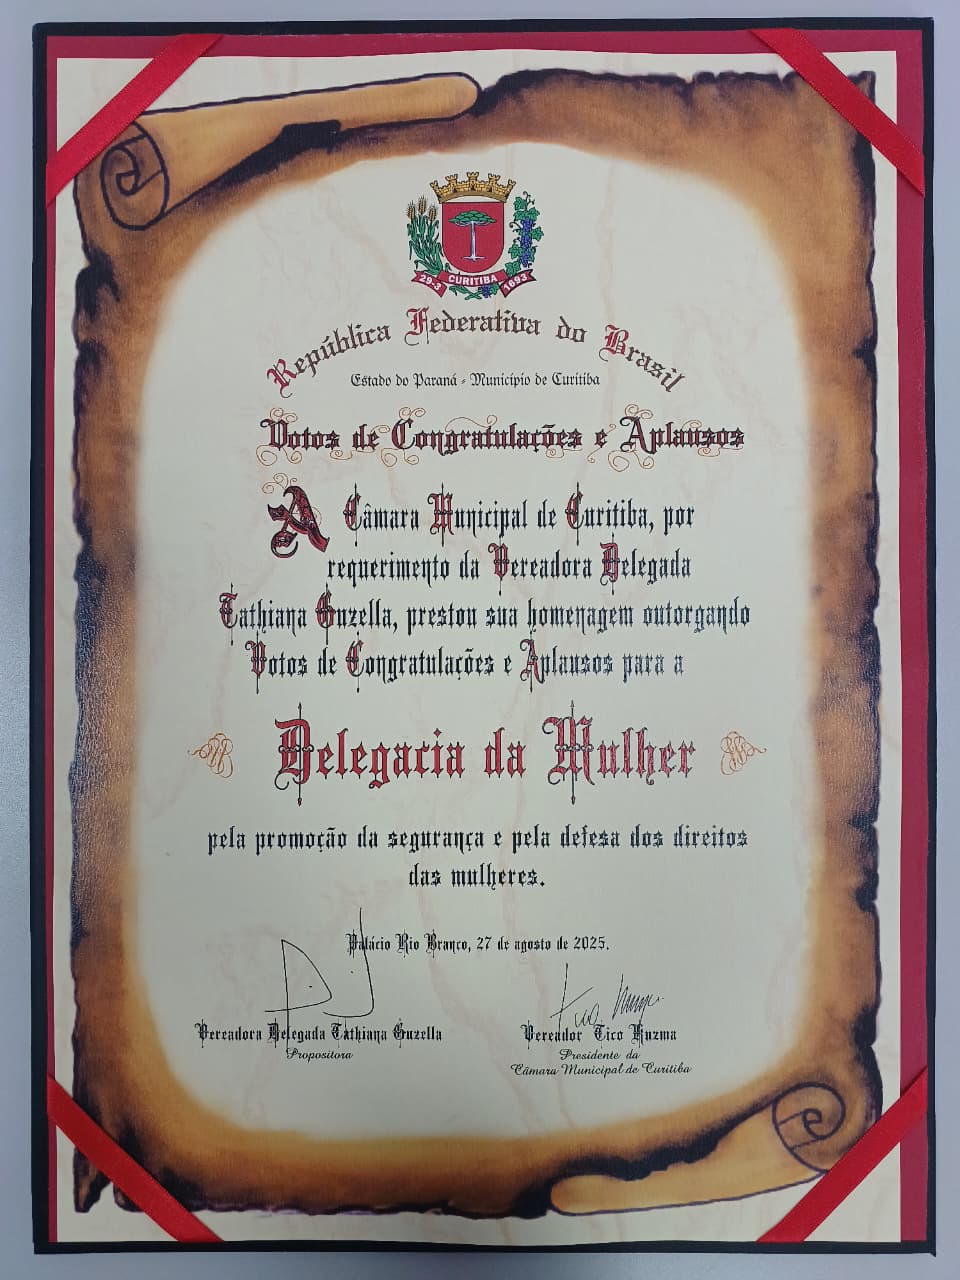 29-3 CURITIBA 1693
República Federativa do Brasil
Estado do Paraná - Município de Curitiba
Votos de Congratulações e Aplausos
A Câmara Municipal de Curitiba, por
requerimento da Vereadora Delegada
Tathiana Guzella, prestou sua homenagem outorgando
Votos de Congratulações e Aplausos para a
Delegacia da Mulher
pela promoção da segurança e pela defesa dos direitos
das mulheres.
Palácio Rio Branco, 27 de agosto de 2025.
Vereadora Delegada Tathiana Guzella
Propositora
Vereador Tico Kuzma
Presidente da
Câmara Municipal de Curitiba